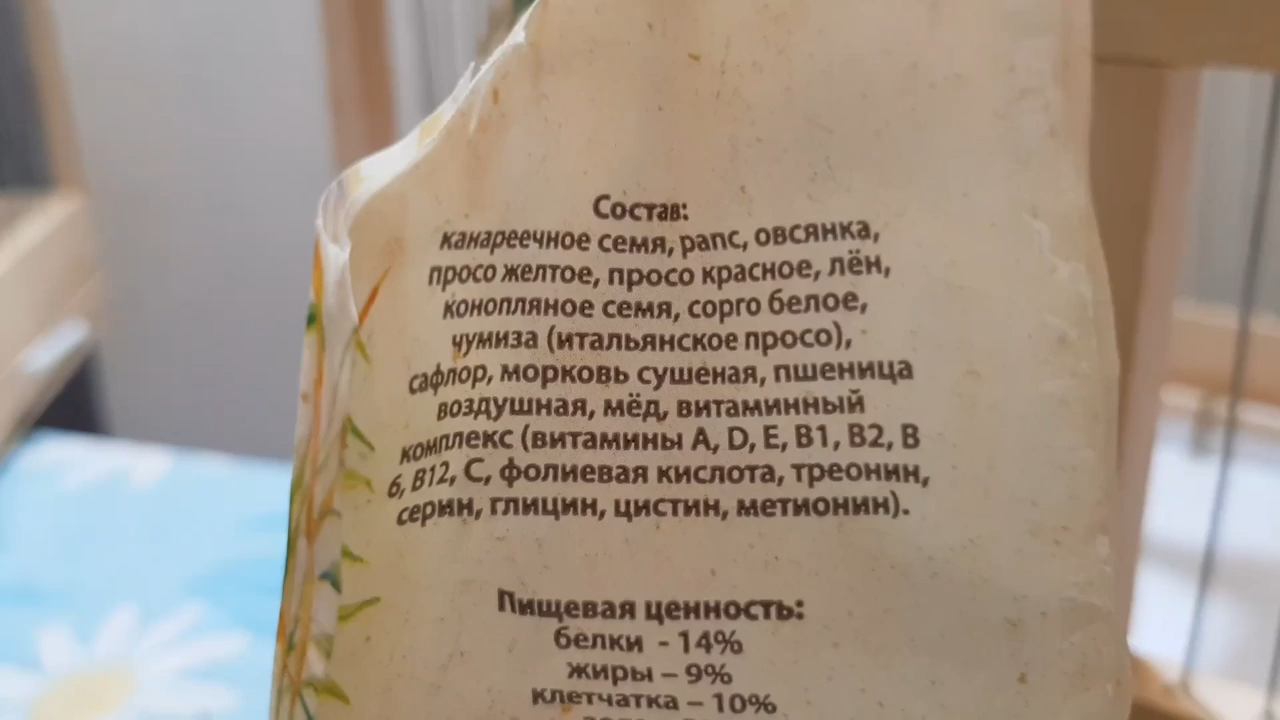 Состав:
канареечное семя, рапс, овсянка,
просо желтое, просо красное, лён,
конопляное семя, сорго белое,
чумиза (итальянское просо),
сафлор, морковь сушеная, пшеница
воздушная, мёд, витаминный
комплекс (витамины A, D, E, B1, B2, B
6, B12, C, фолиевая кислота, треонин,
серин, глицин, цистин, метионин).
Пищевая ценность:
белки - 14%
жиры – 9%
клетчатка – 10%